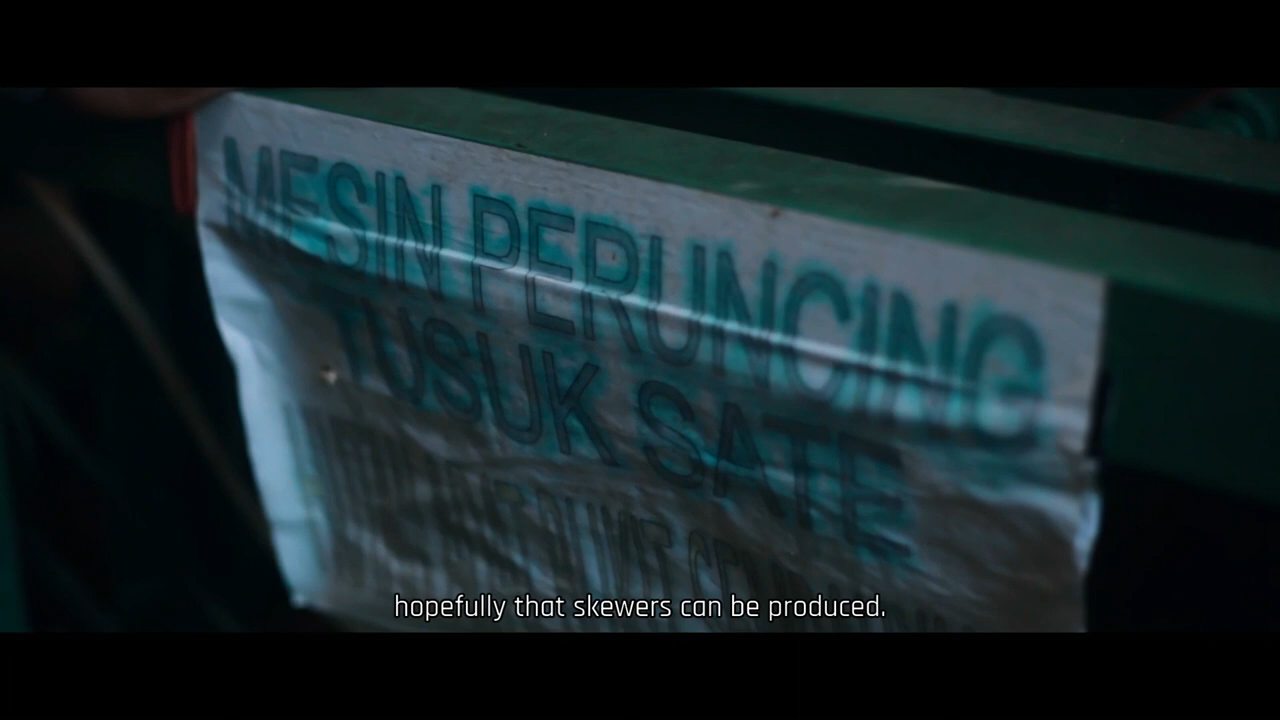 MESIN PERUNCING
TUSUK SATE
hopefully that skewers can be produced.